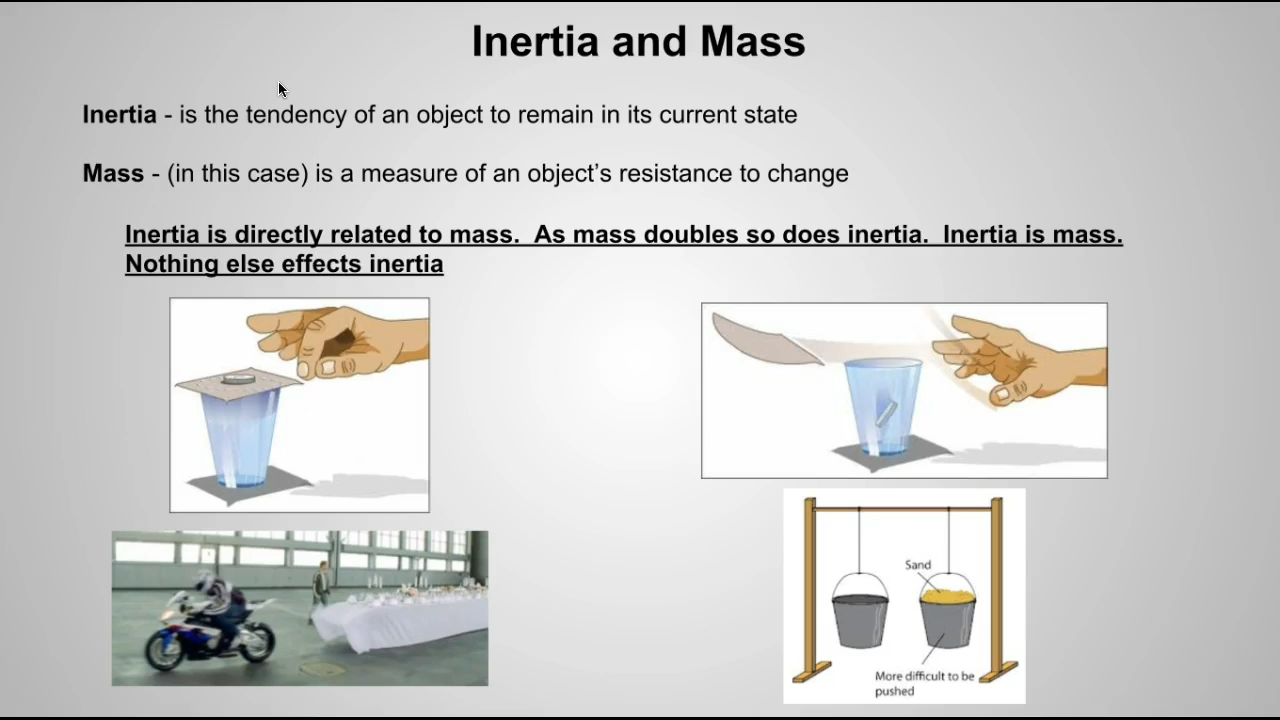 Inertia and Mass
Inertia - is the tendency of an object to remain in its current state
Mass - (in this case) is a measure of an object’s resistance to change
Inertia is directly related to mass.  As mass doubles so does inertia.  Inertia is mass.
Nothing else effects inertia
Sand
More difficult to be
pushed